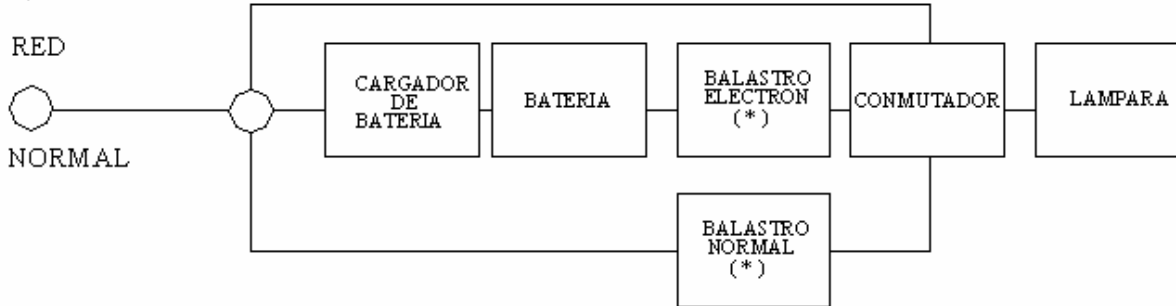 RED
NORMAL
CARGADOR
DE
BATERIA
BATERIA
BALASTRO
ELECTRON
(*)
CONMUTADOR
LAMPARA
BALASTRO
NORMAL
(*)